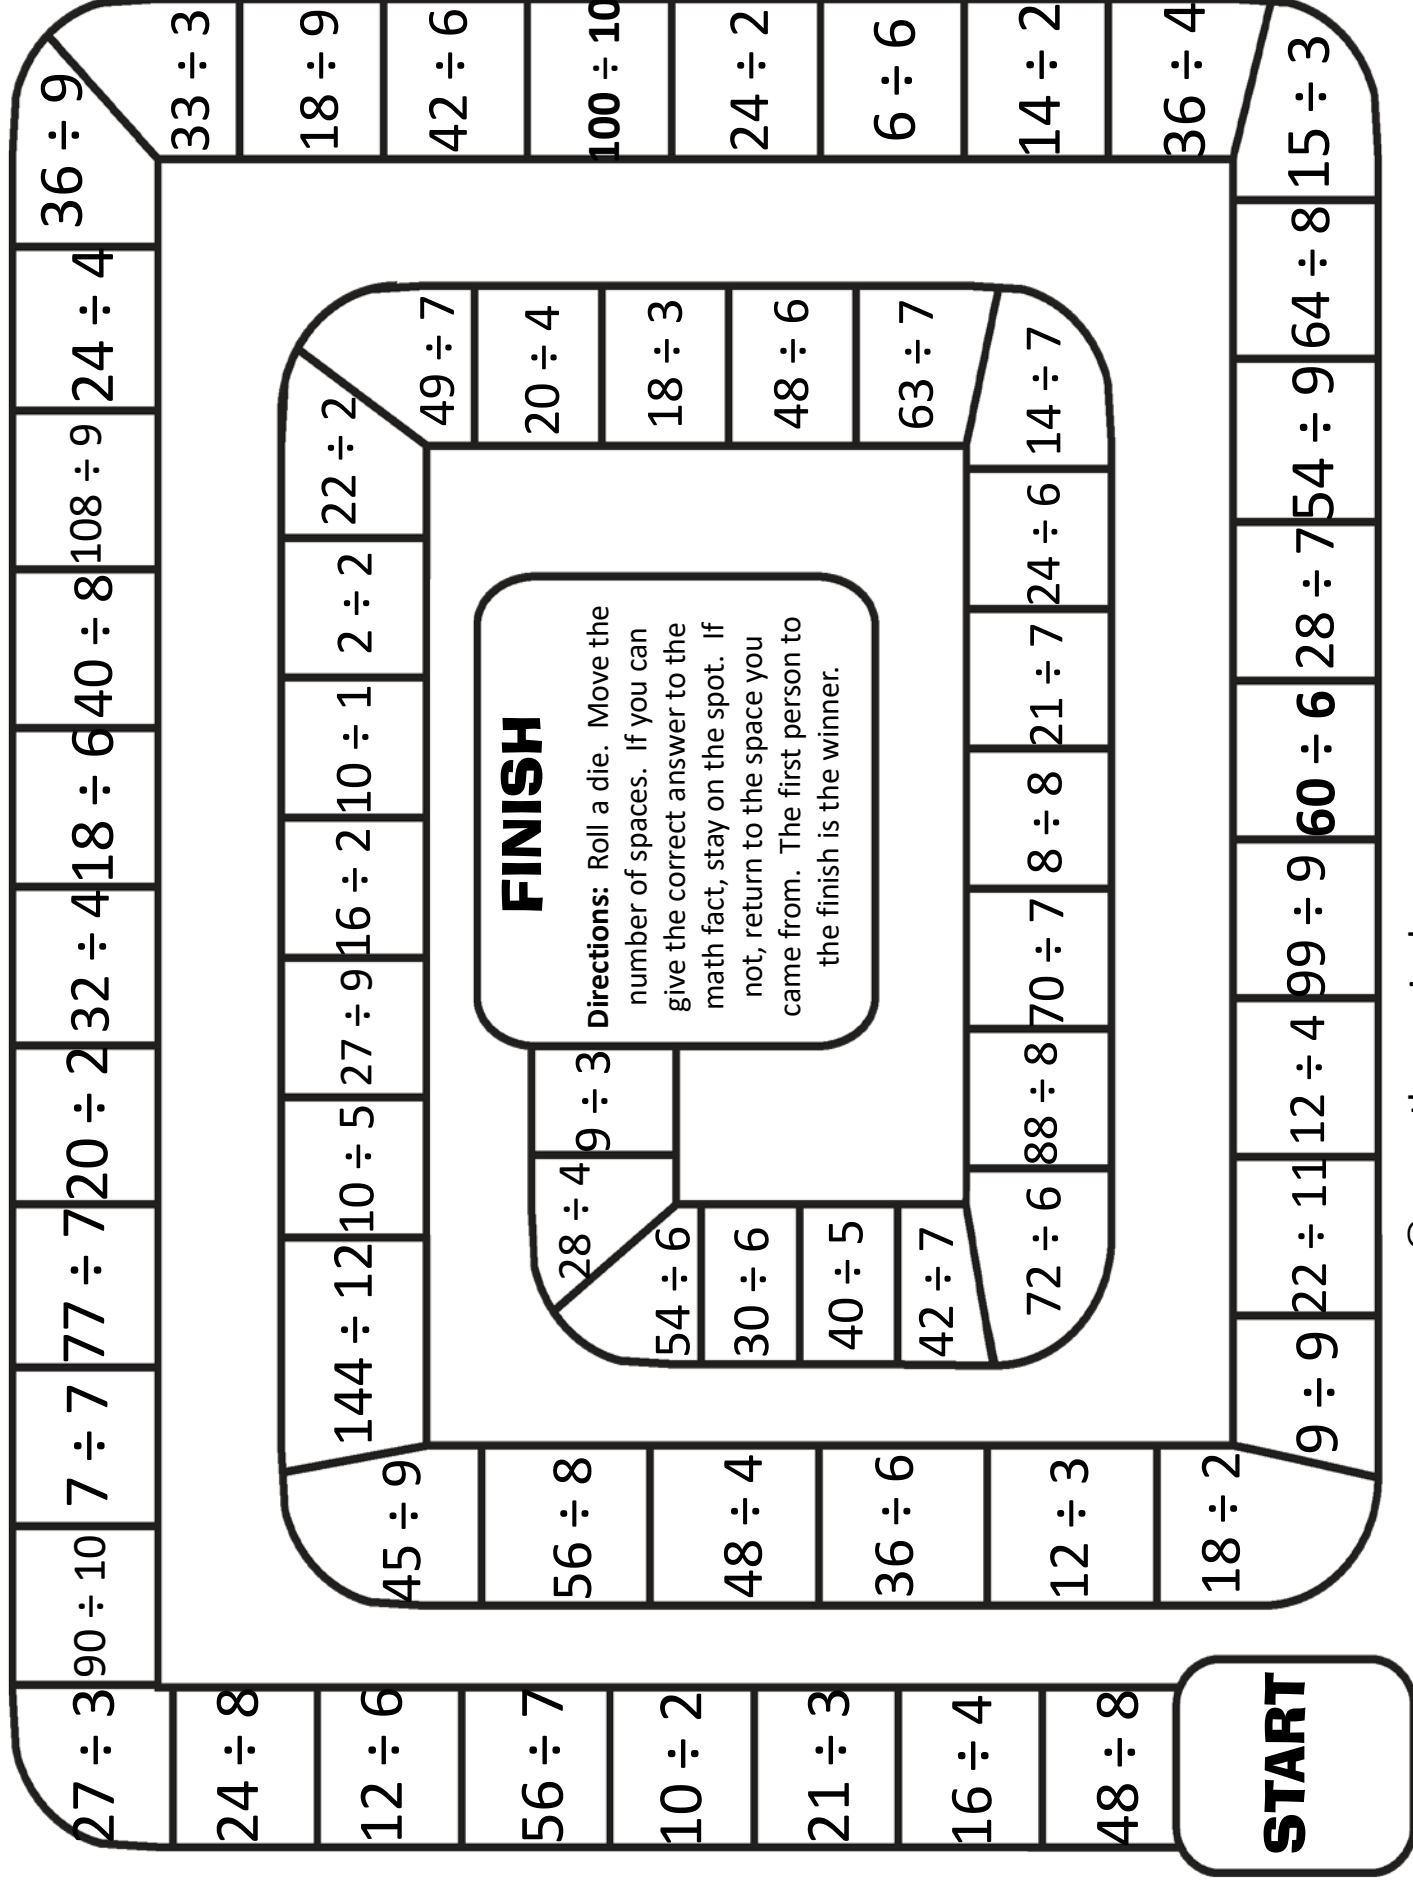 START
48 ÷ 8
16 ÷ 4
21 ÷ 3
10 ÷ 2
56 ÷ 7
12 ÷ 6
24 ÷ 8
27 ÷ 3
90 ÷ 10
7 ÷ 7
77 ÷ 7
20 ÷ 2
32 ÷ 4
18 ÷ 6
40 ÷ 8
108 ÷ 9
24 ÷ 4
36 ÷ 9
33 ÷ 3
18 ÷ 9
42 ÷ 6
100 ÷ 10
24 ÷ 2
6 ÷ 6
14 ÷ 2
36 ÷ 4
15 ÷ 3
64 ÷ 8
54 ÷ 9
28 ÷ 7
60 ÷ 6
99 ÷ 9
12 ÷ 4
22 ÷ 11
9 ÷ 9
18 ÷ 2
12 ÷ 3
36 ÷ 6
48 ÷ 4
56 ÷ 8
45 ÷ 9
144 ÷ 12
10 ÷ 5
27 ÷ 9
16 ÷ 2
10 ÷ 1
2 ÷ 2
22 ÷ 2
49 ÷ 7
20 ÷ 4
18 ÷ 3
48 ÷ 6
63 ÷ 7
14 ÷ 7
24 ÷ 6
21 ÷ 7
8 ÷ 8
70 ÷ 7
88 ÷ 8
72 ÷ 6
42 ÷ 7
40 ÷ 5
30 ÷ 6
54 ÷ 6
28 ÷ 4
9 ÷ 3
FINISH
Directions: Roll a die. Move the
number of spaces. If you can
give the correct answer to the
math fact, stay on the spot. If
not, return to the space you
came from. The first person to
the finish is the winner.